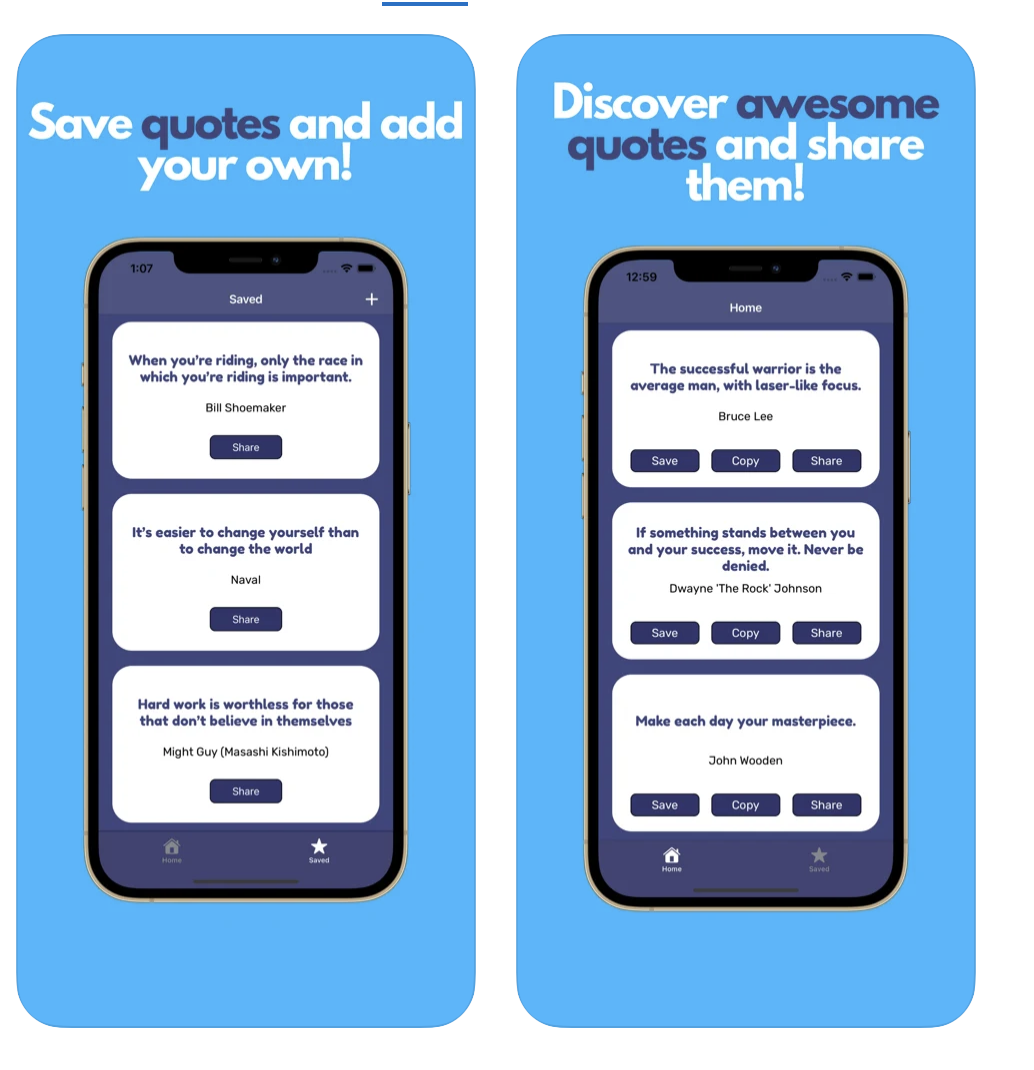 Save quotes and add
your own!
1:07
Saved
+
When you're riding, only the race in
which you're riding is important.
Bill Shoemaker
Share
It's easier to change yourself than
to change the world
Naval
Share
Hard work is worthless for those
that don't believe in themselves
Might Guy (Masashi Kishimoto)
Share
Home
Saved
Discover awesome
quotes and share
them!
12:59
Home
The successful warrior is the
average man, with laser-like focus.
Bruce Lee
Save Copy Share
If something stands between you
and your success, move it. Never be
denied.
Dwayne 'The Rock' Johnson
Save Copy Share
Make each day your masterpiece.
John Wooden
Save Copy Share
Home
Saved